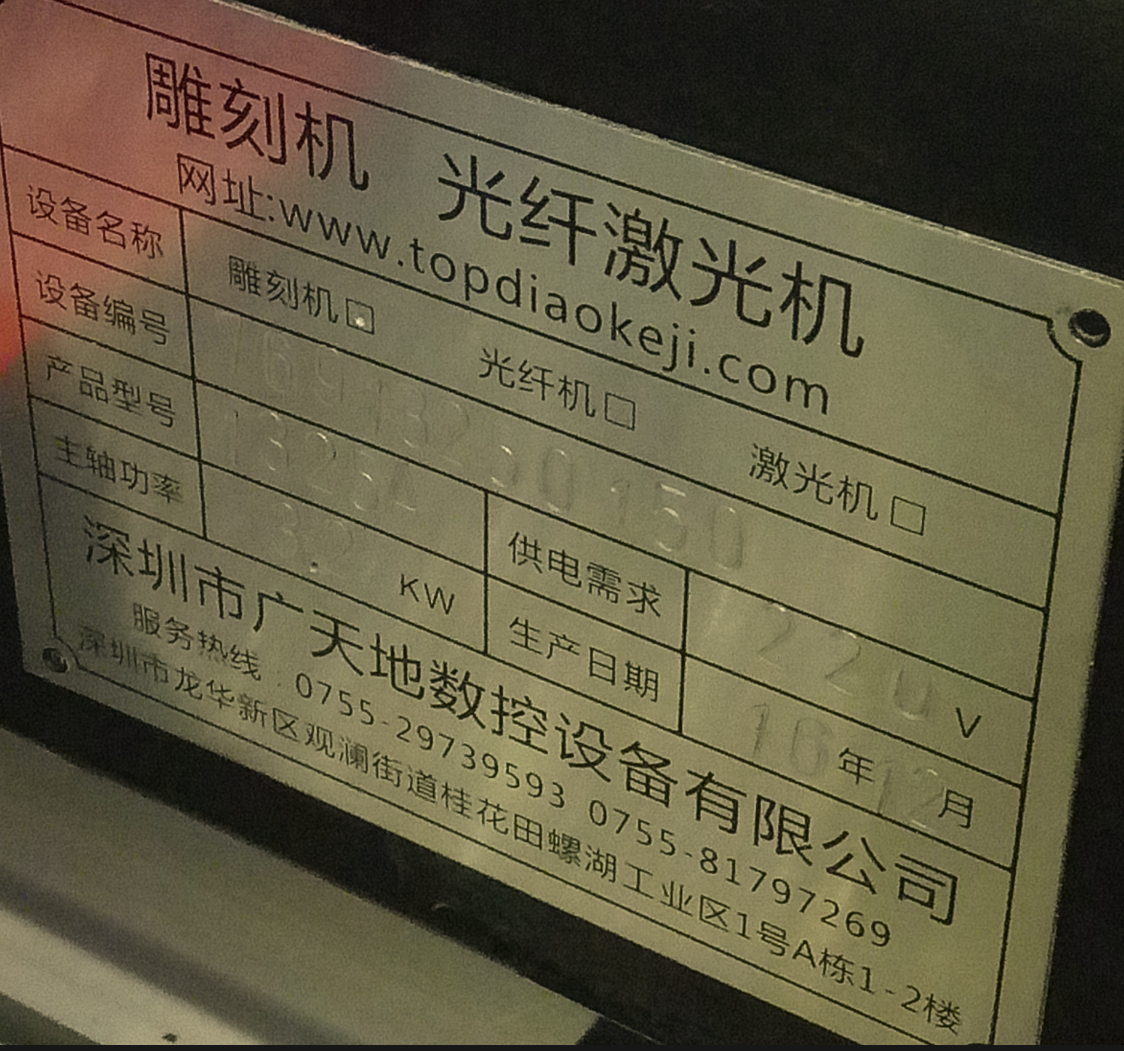 雕刻机 光纤激光机
网址:www.topdiaokeji.com
设备名称 雕刻机□ 光纤机□ 激光机□
设备编号
产品型号 1325A 供电需求 220 V
主轴功率 3.2 KW 生产日期 16年12月
深圳市广天地数控设备有限公司
服务热线:0755-29739593 0755-81797269
深圳市龙华新区观澜街道桂花田螺湖工业区1号A栋1-2楼